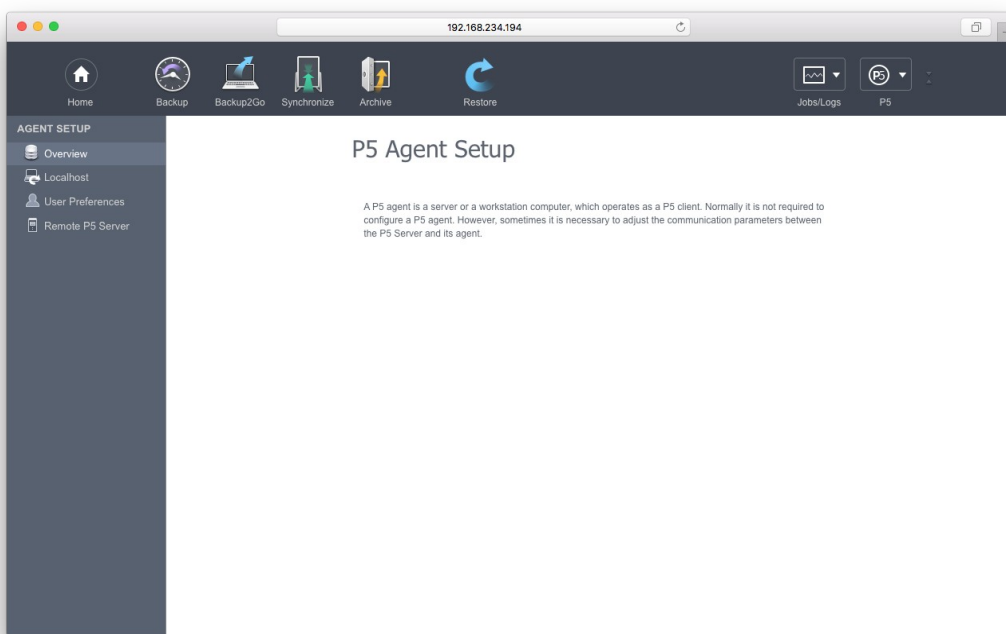 192.168.234.194
Home
Backup
Backup2Go
Synchronize
Archive
Restore
Jobs/Logs
P5
P5
AGENT SETUP
Overview
Localhost
User Preferences
Remote P5 Server
P5 Agent Setup
A P5 agent is a server or a workstation computer, which operates as a P5 client. Normally it is not required to
configure a P5 agent. However, sometimes it is necessary to adjust the communication parameters between
the P5 Server and its agent.